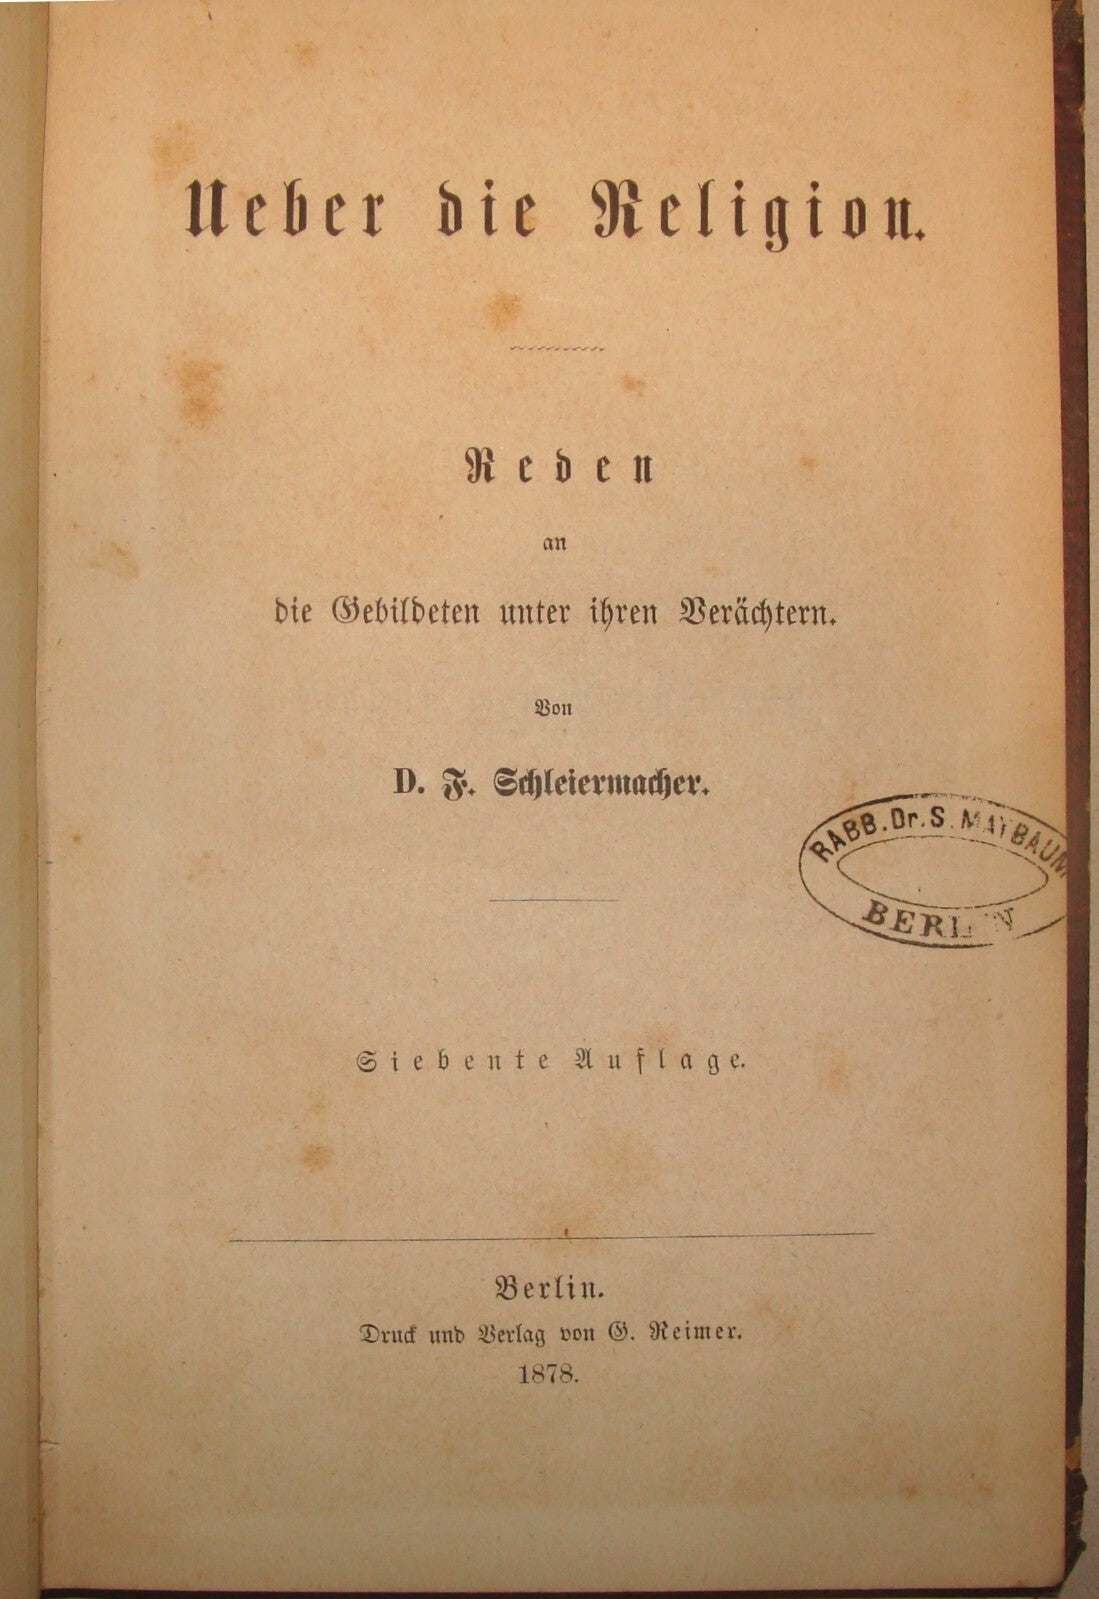 Ueber die Religion.
Reden
an
die Gebildeten unter ihren Verächtern.
Von
D. F. Schleiermacher.
RABB. Dr. S. MAYBAUM
BERLIN
Siebente Auflage.
Berlin.
Druck und Verlag von G. Reimer.
1878.